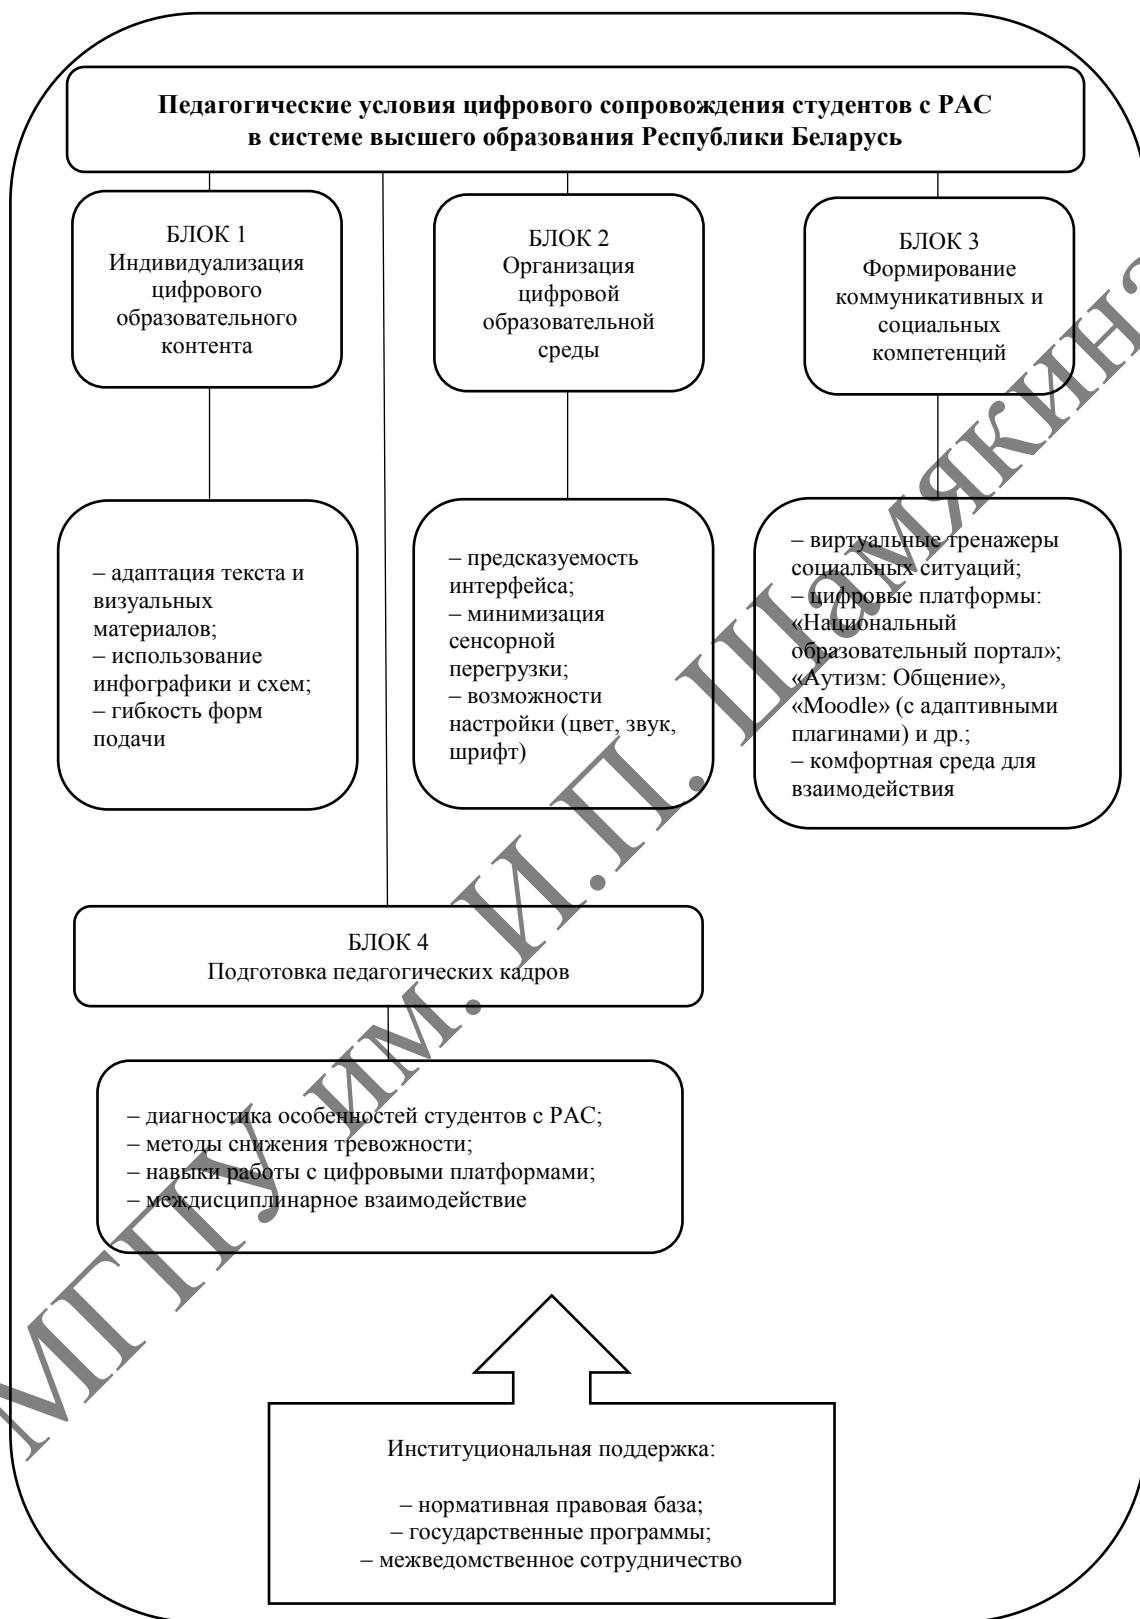 Педагогические условия цифрового сопровождения студентов с РАС
в системе высшего образования Республики Беларусь
БЛОК 1
Индивидуализация
цифрового
образовательного
контента
БЛОК 2
Организация
цифровой
образовательной
среды
БЛОК 3
Формирование
коммуникативных и
социальных
компетенций
– адаптация текста и
визуальных
материалов;
– использование
инфографики и схем;
– гибкость форм
подачи
– предсказуемость
интерфейса;
– минимизация
сенсорной
перегрузки;
– возможности
настройки (цвет, звук,
шрифт)
– виртуальные тренажеры
социальных ситуаций;
– цифровые платформы:
«Национальный
образовательный портал»;
«Аутизм: Общение»,
«Moodle» (с адаптивными
плагинами) и др.;
– комфортная среда для
взаимодействия
БЛОК 4
Подготовка педагогических кадров
– диагностика особенностей студентов с РАС;
– методы снижения тревожности;
– навыки работы с цифровыми платформами;
– междисциплинарное взаимодействие
Институциональная поддержка:
– нормативная правовая база;
– государственные программы;
– межведомственное сотрудничество
МГПУ им. И.П. Шамякина